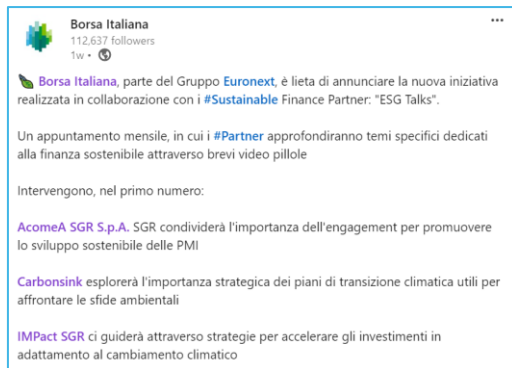 Borsa Italiana
112,637 followers
1w •
Borsa Italiana, parte del Gruppo Euronext, è lieta di annunciare la nuova iniziativa
realizzata in collaborazione con i #Sustainable Finance Partner: "ESG Talks".
Un appuntamento mensile, in cui i #Partner approfondiranno temi specifici dedicati
alla finanza sostenibile attraverso brevi video pillole
Intervengono, nel primo numero:
AcomeA SGR S.p.A. SGR condividerà l'importanza dell'engagement per promuovere
lo sviluppo sostenibile delle PMI
Carbonsink esplorerà l'importanza strategica dei piani di transizione climatica utili per
affrontare le sfide ambientali
IMPact SGR ci guiderà attraverso strategie per accelerare gli investimenti in
adattamento al cambiamento climatico